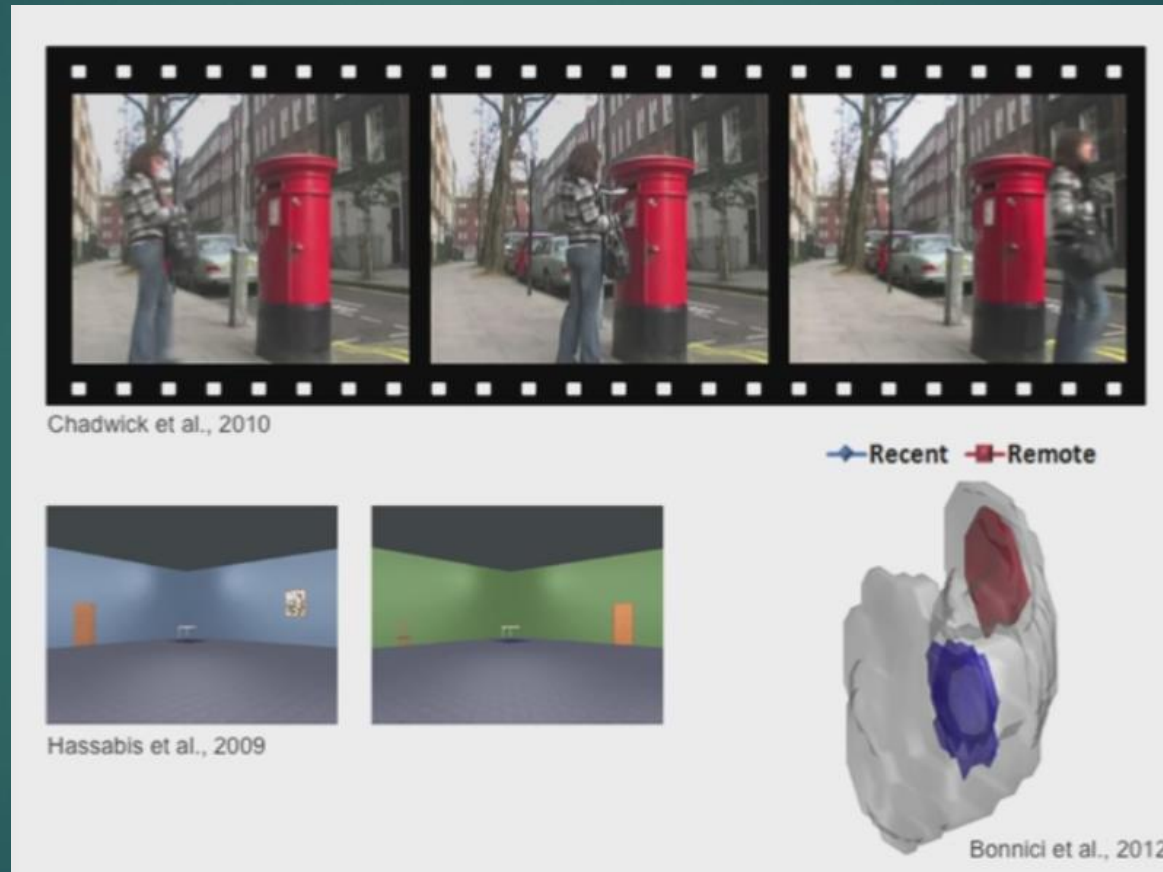 Chadwick et al., 2010
Recent Remote
Hassabis et al., 2009
Bonnici et al., 2012